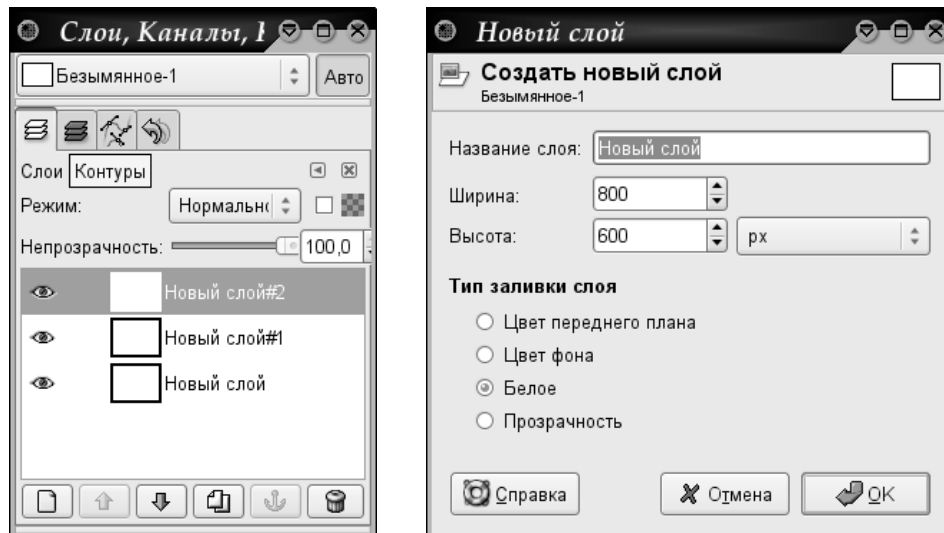 Слои, Каналы,
Безымянное-1
Авто
Слои Контуры
Режим:
Нормальн
Непрозрачность:
100,0
Новый слой#2
Новый слой#1
Новый слой
Новый слой
Создать новый слой
Безымянное-1
Название слоя: Новый слой
Ширина: 800
Высота: 600 px
Тип заливки слоя
Цвет переднего плана
Цвет фона
Белое
Прозрачность
Справка
Отмена
OK